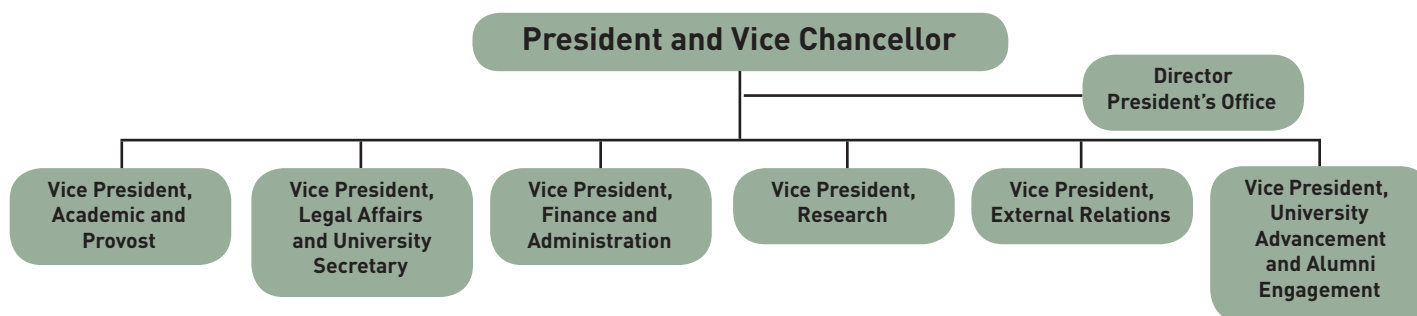 President and Vice Chancellor
Director
President’s Office
Vice President,
Academic and
Provost
Vice President,
Legal Affairs
and University
Secretary
Vice President,
Finance and
Administration
Vice President,
Research
Vice President,
External Relations
Vice President,
University
Advancement
and Alumni
Engagement